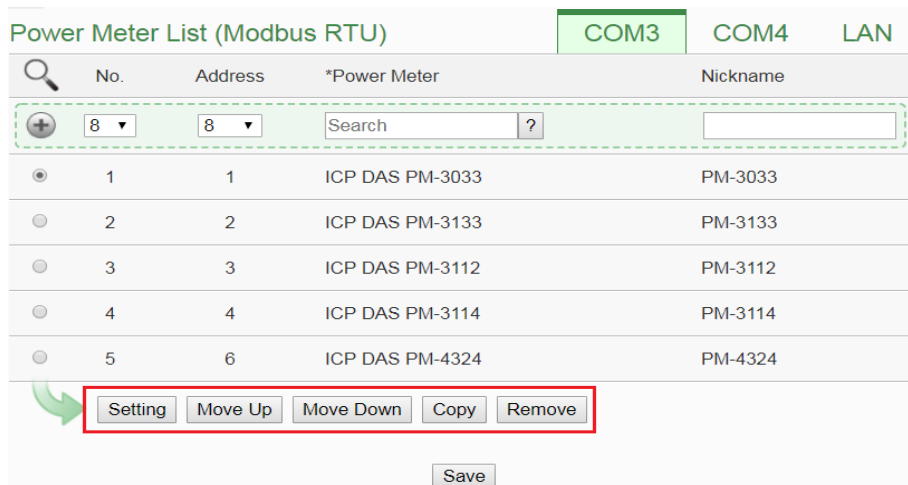 Power Meter List (Modbus RTU) COM3 COM4 LAN
No. Address *Power Meter Nickname
8 8 Search ?
1 1 ICP DAS PM-3033 PM-3033
2 2 ICP DAS PM-3133 PM-3133
3 3 ICP DAS PM-3112 PM-3112
4 4 ICP DAS PM-3114 PM-3114
5 6 ICP DAS PM-4324 PM-4324
Setting Move Up Move Down Copy Remove
Save